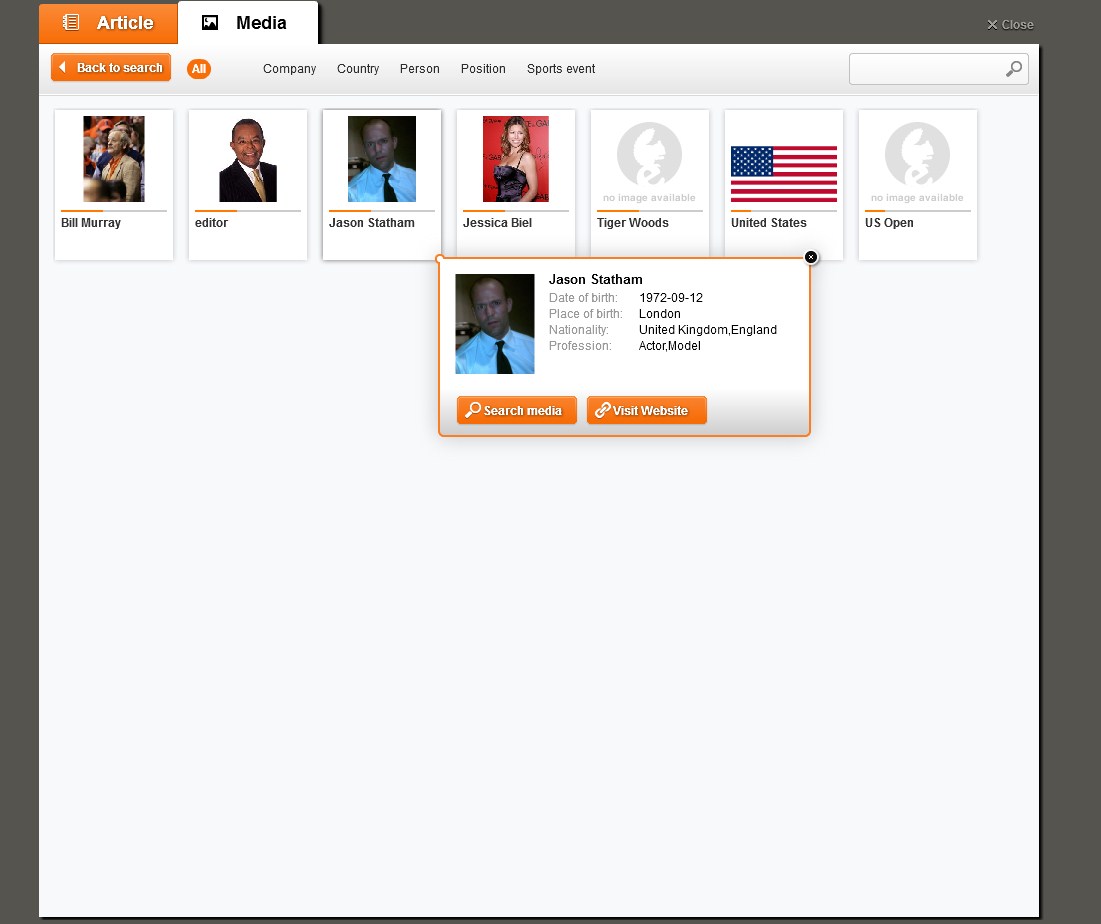 Article
Media
Close
Back to search
All
Company
Country
Person
Position
Sports event
no image available
no image available
Bill Murray
editor
Jason Statham
Jessica Biel
Tiger Woods
United States
US Open
Jason Statham
Date of birth: 1972-09-12
Place of birth: London
Nationality: United Kingdom,England
Profession: Actor,Model
Search media
Visit Website